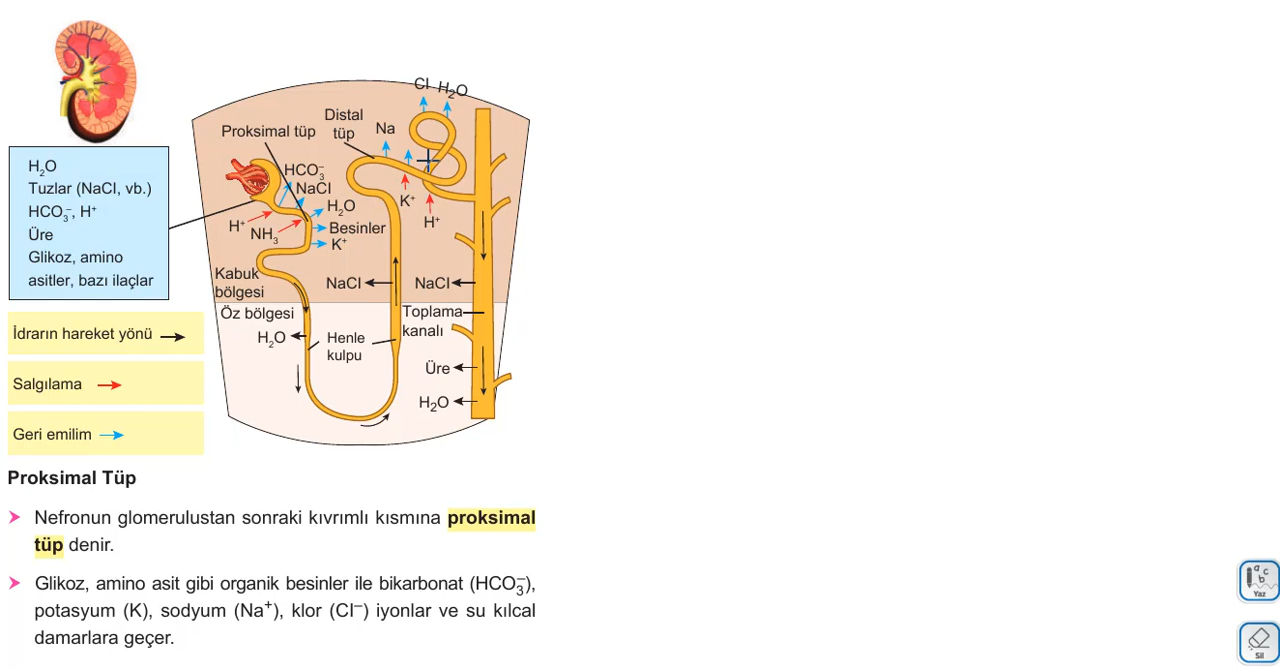 Cl H₂O
Distal
tüp
Na
Proksimal tüp
H₂O
Tuzlar (NaCl, vb.)
HCO₃⁻, H⁺
Üre
Glikoz, amino
asitler, bazı ilaçlar
HCO₃⁻
NaCl
H₂O
Besinler
K⁺
H⁺
NH₃
K⁺
H⁺
Kabuk
bölgesi
NaCl
NaCl
Öz bölgesi
Toplama
kanalı
H₂O
Henle
kulpu
Üre
H₂O
İdrarın hareket yönü
Salgılama
Geri emilim
Proksimal Tüp
Nefronun glomerulustan sonraki kıvrımlı kısmına proksimal
tüp denir.
Glikoz, amino asit gibi organik besinler ile bikarbonat (HCO₃⁻),
potasyum (K), sodyum (Na⁺), klor (Cl⁻) iyonlar ve su kılcal
damarlara geçer.
a b c
Yaz
Sil